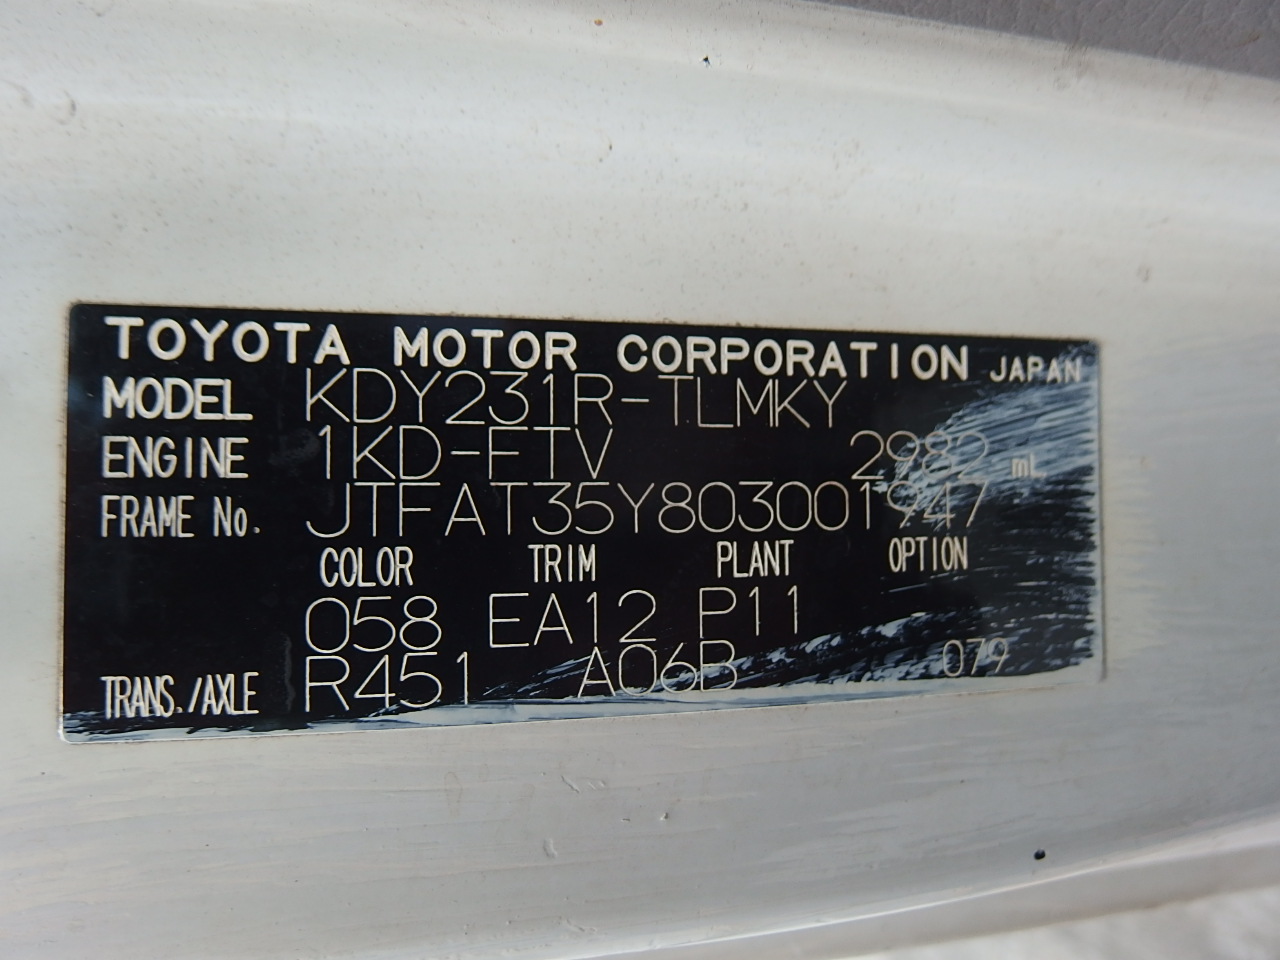 TOYOTA MOTOR CORPORATION JAPAN
MODEL KDY231R-TLMKY
ENGINE 1KD-FTV 2982 mL
FRAME No. JTFAT35Y803001947
COLOR TRIM PLANT OPTION
058 EA12 P11
TRANS./AXLE R451 A06B 079